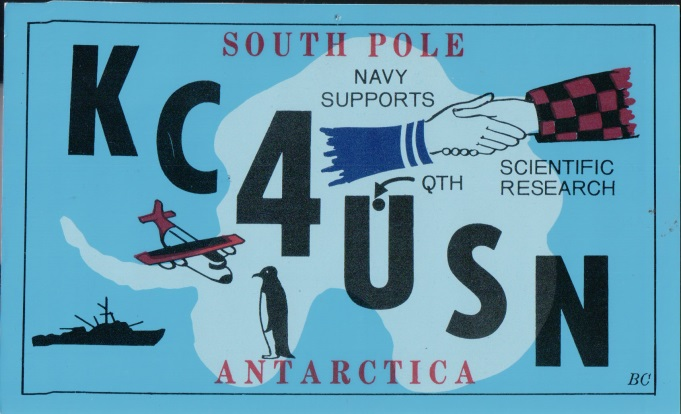 SOUTH POLE
NAVY
SUPPORTS
KC4USN
QTH
SCIENTIFIC
RESEARCH
ANTARCTICA
BC